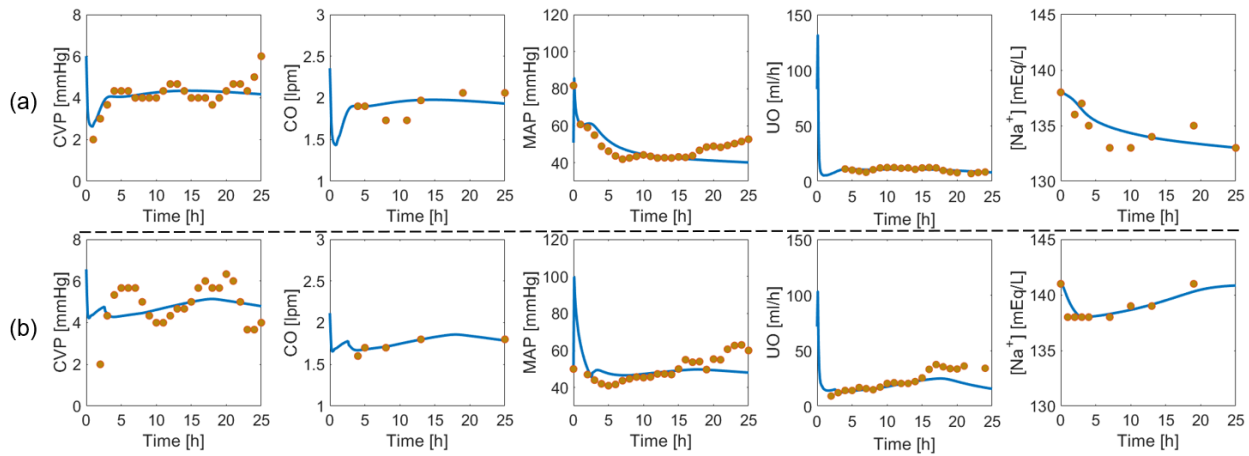 (a)
CVP [mmHg]
8
6
4
2
0
0 5 10 15 20 25
Time [h]
CO [lpm]
3
2.5
2
1.5
1
0 5 10 15 20 25
Time [h]
MAP [mmHg]
120
100
80
60
40
20
0 5 10 15 20 25
Time [h]
UO [ml/h]
150
100
50
0
0 5 10 15 20 25
Time [h]
[Na+] [mEq/L]
145
140
135
130
0 5 10 15 20 25
Time [h]
(b)
CVP [mmHg]
8
6
4
2
0
0 5 10 15 20 25
Time [h]
CO [lpm]
3
2.5
2
1.5
1
0 5 10 15 20 25
Time [h]
MAP [mmHg]
120
100
80
60
40
20
0 5 10 15 20 25
Time [h]
UO [ml/h]
150
100
50
0
0 5 10 15 20 25
Time [h]
[Na+] [mEq/L]
145
140
135
130
0 5 10 15 20 25
Time [h]